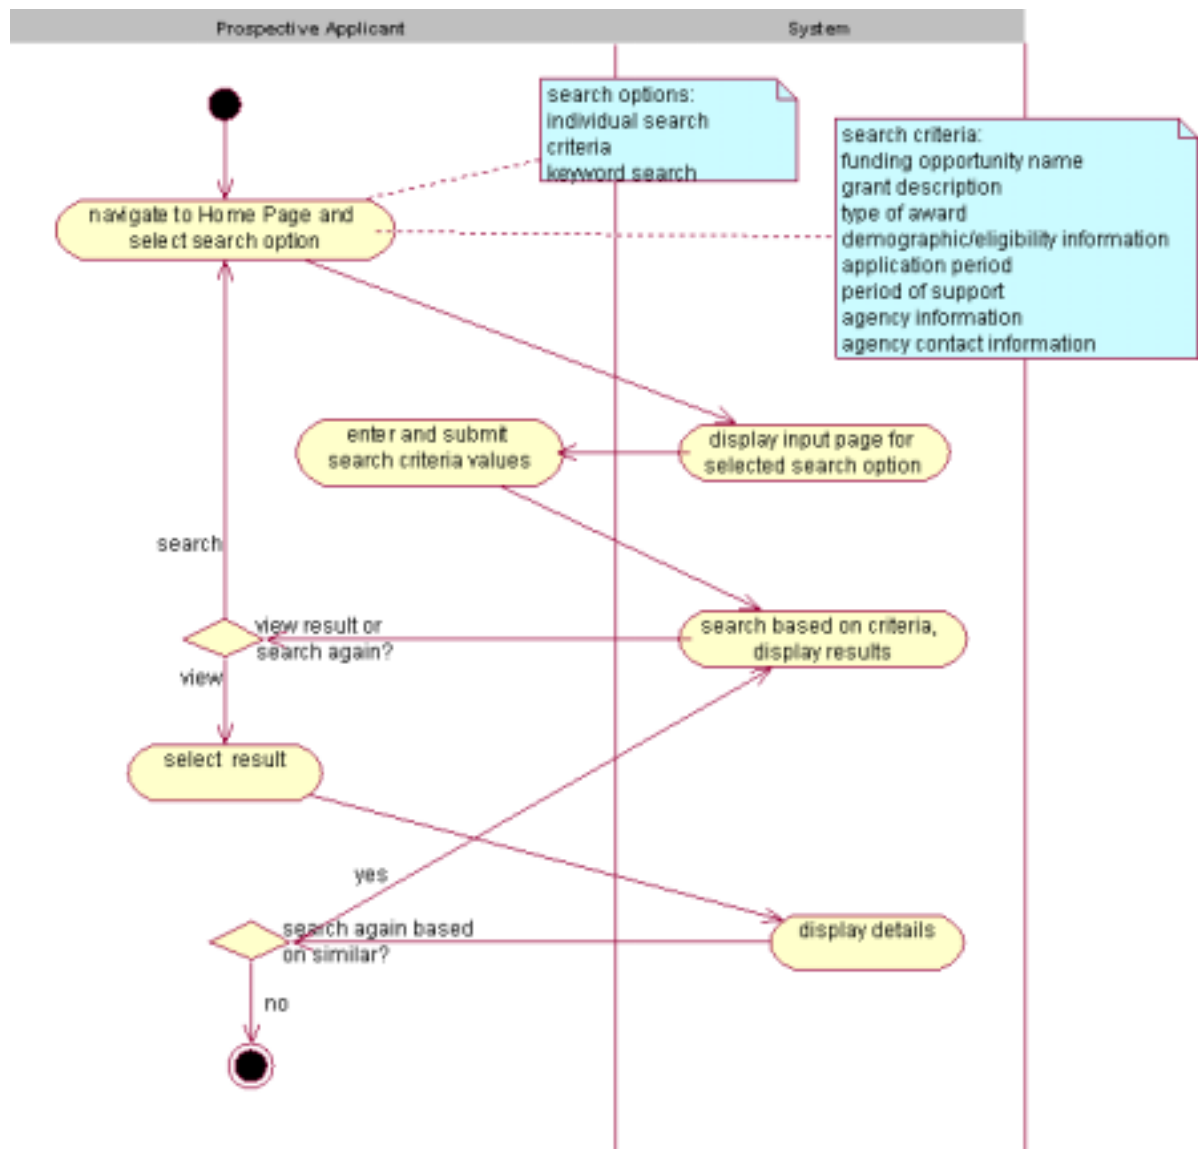 Prospective Applicant
System
search options:
individual search
criteria
keyword search
search criteria:
funding opportunity name
grant description
type of award
demographic/eligibility information
application period
period of support
agency information
agency contact information
navigate to Home Page and
select search option
enter and submit
search criteria values
display input page for
selected search option
search
view result or
search again?
search based on criteria,
display results
view
select result
yes
search again based
on similar?
display details
no